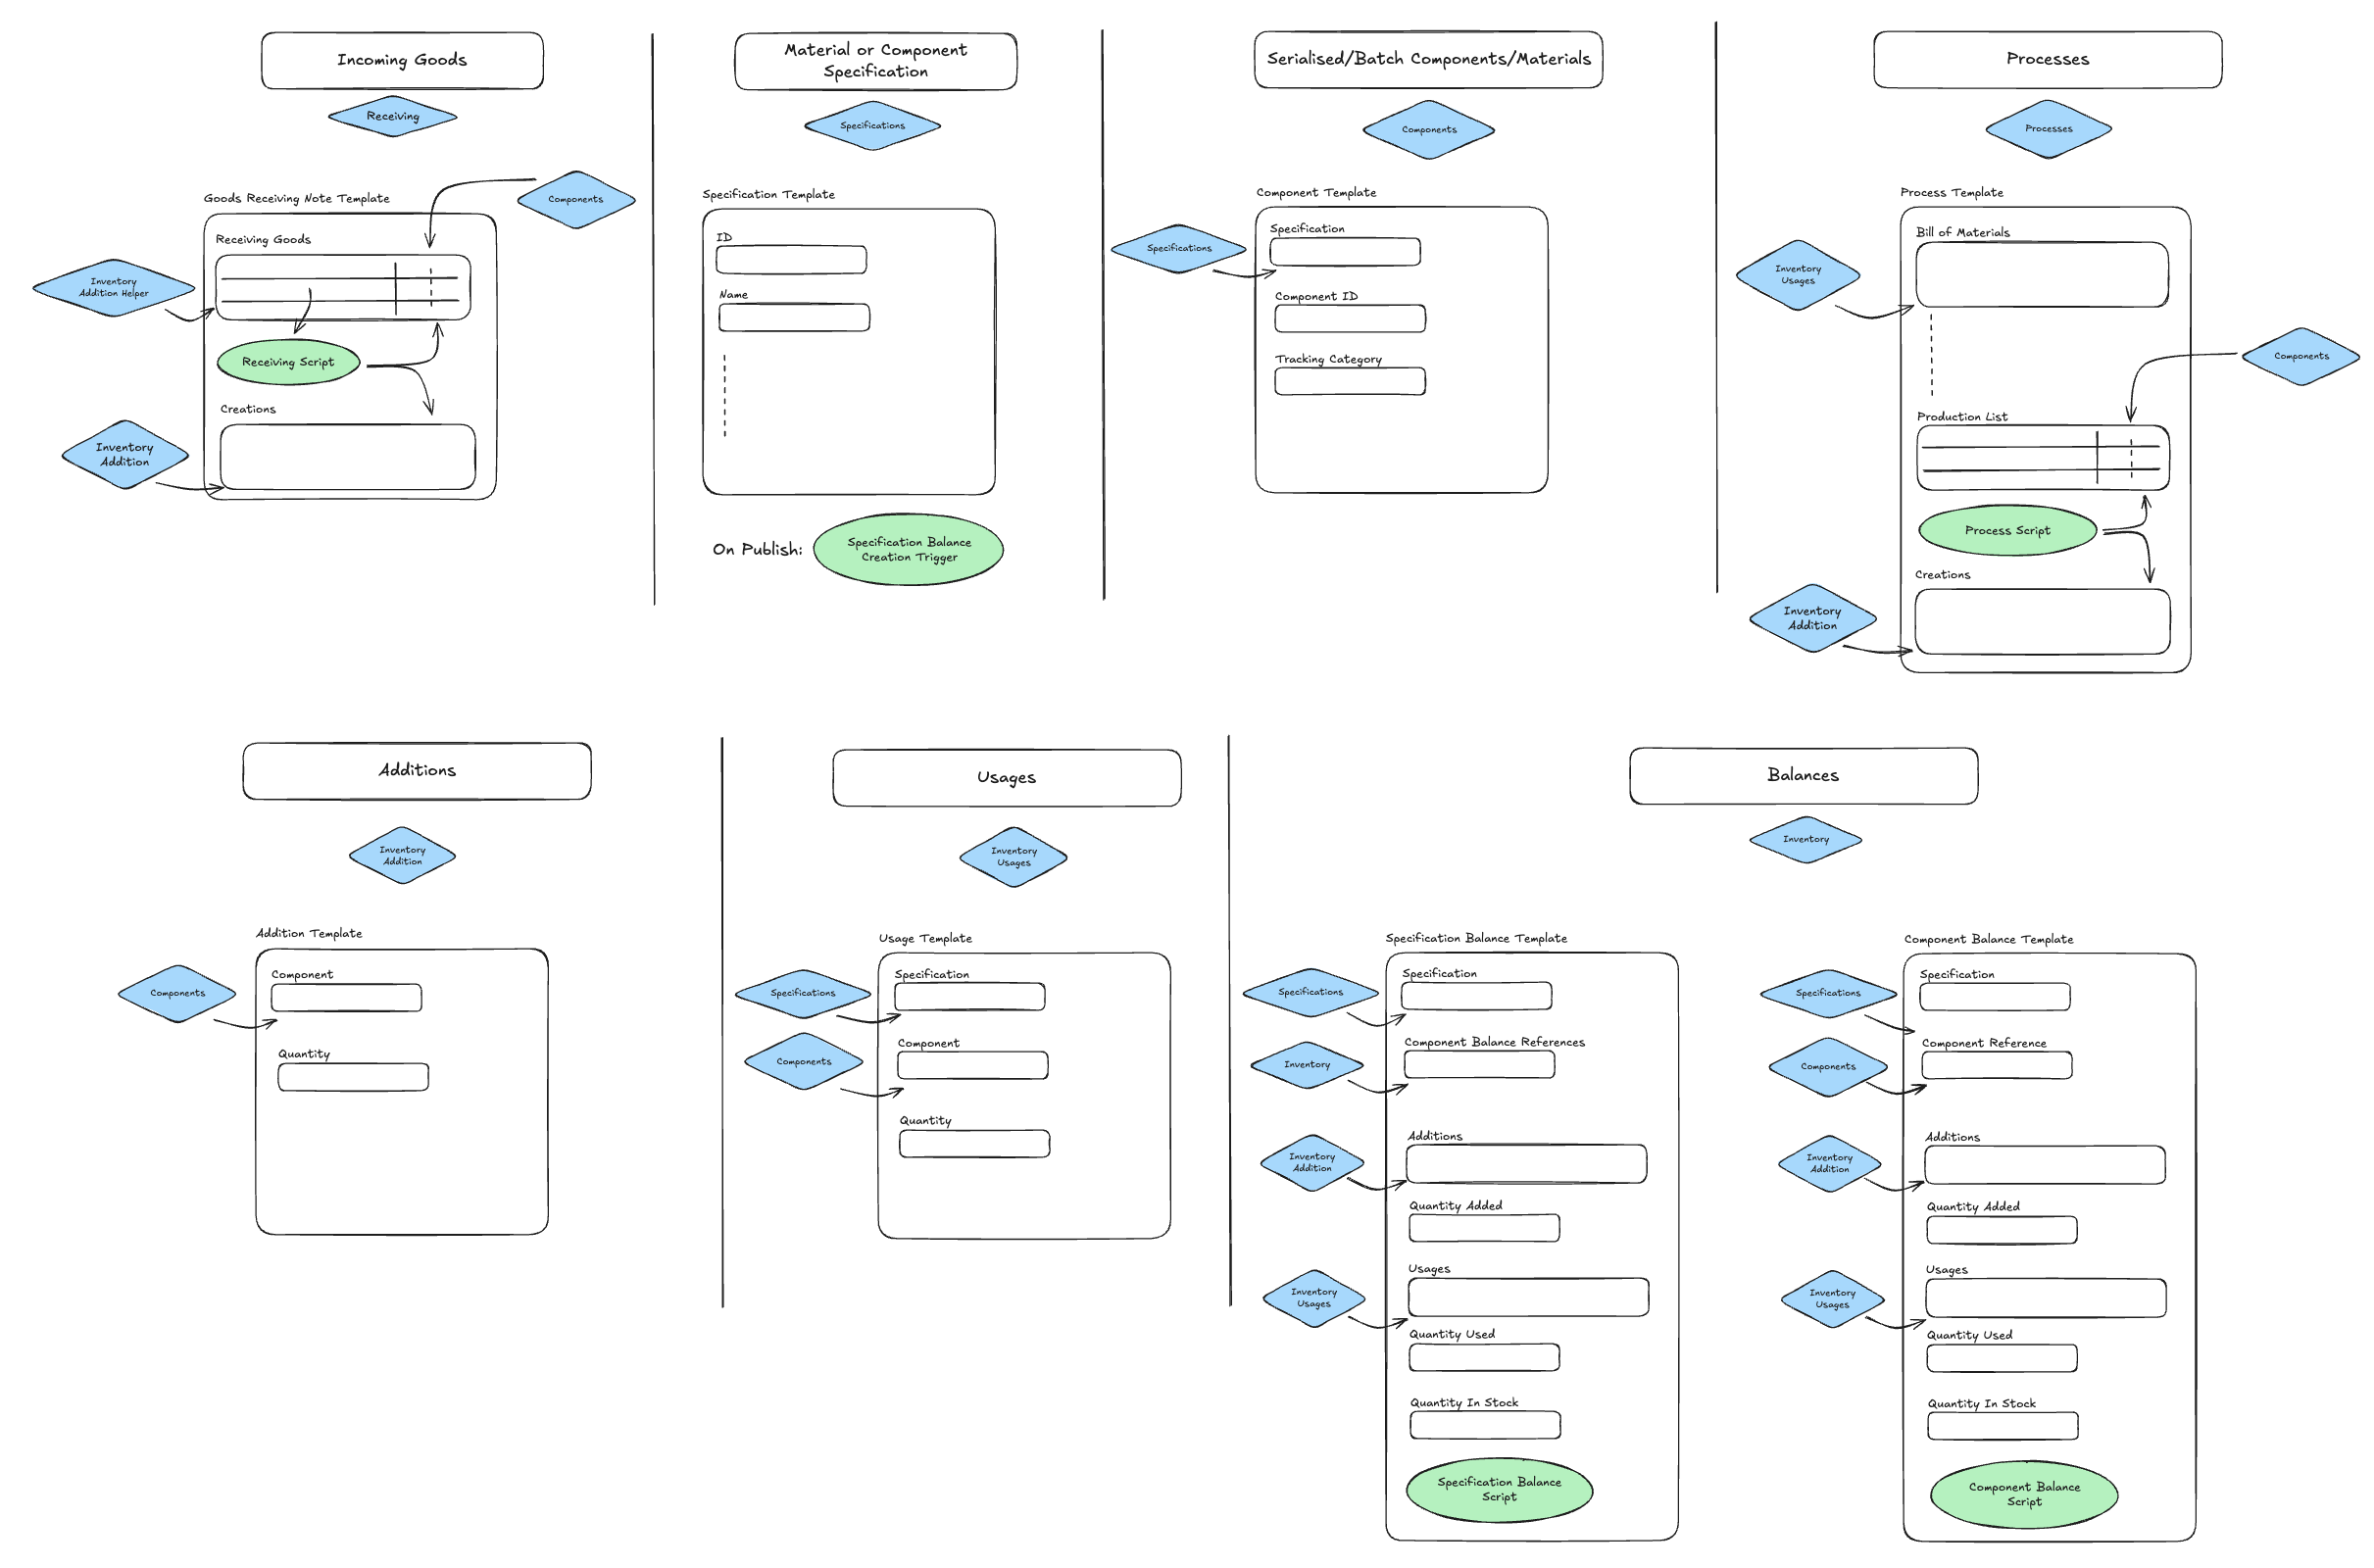 Incoming Goods
Receiving
Components
Goods Receiving Note Template
Receiving Goods
Inventory
Addition Helper
Receiving Script
Creations
Inventory
Addition
Material or Component
Specification
Specifications
Specification Template
ID
Name
On Publish:
Specification Balance
Creation Trigger
Serialised/Batch Components/Materials
Components
Component Template
Specifications
Specification
Component ID
Tracking Category
Processes
Processes
Process Template
Bill of Materials
Inventory
Usages
Components
Production List
Process Script
Creations
Inventory
Addition
Additions
Inventory
Addition
Addition Template
Components
Component
Quantity
Usages
Inventory
Usages
Usage Template
Specifications
Specification
Components
Component
Quantity
Balances
Inventory
Specification Balance Template
Specifications
Specification
Inventory
Component Balance References
Inventory
Addition
Additions
Quantity Added
Inventory
Usages
Usages
Quantity Used
Quantity In Stock
Specification Balance
Script
Component Balance Template
Specifications
Specification
Components
Component Reference
Inventory
Addition
Additions
Quantity Added
Inventory
Usages
Usages
Quantity Used
Quantity In Stock
Component Balance
Script